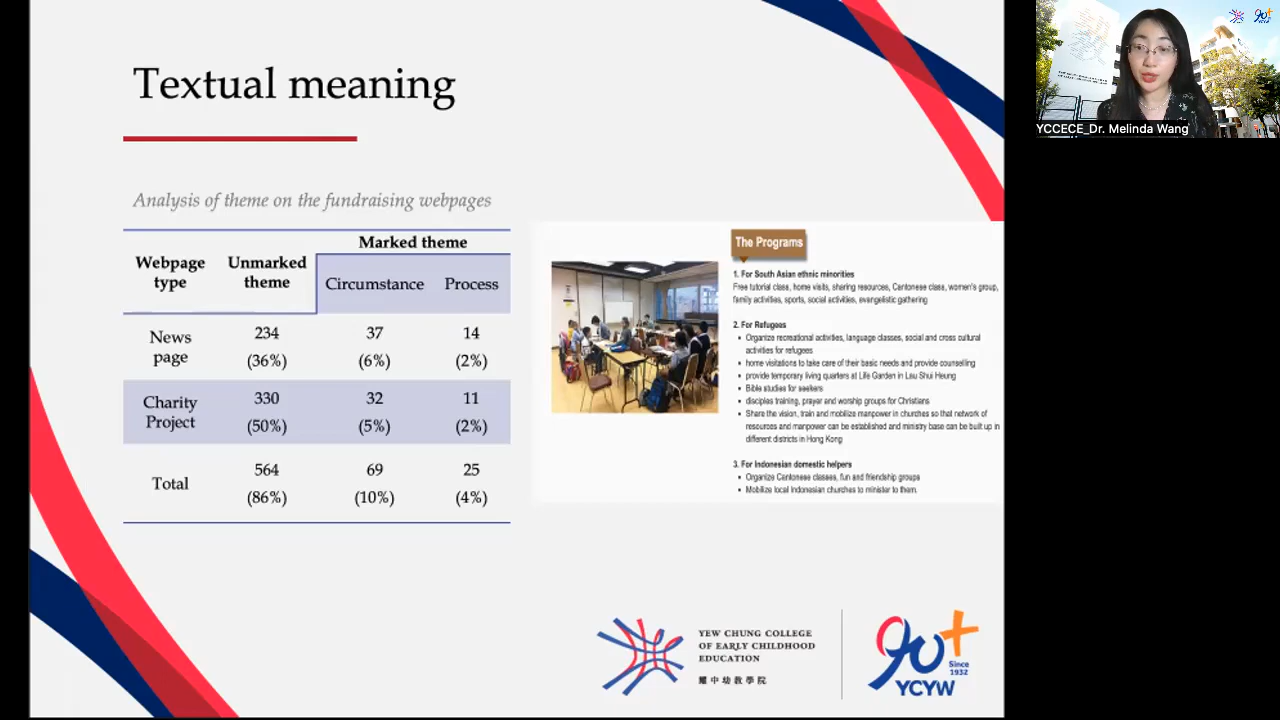 Textual meaning
Analysis of theme on the fundraising webpages
Webpage type
Unmarked theme
Marked theme
Circumstance
Process
News page
234 (36%)
37 (6%)
14 (2%)
Charity Project
330 (50%)
32 (5%)
11 (2%)
Total
564 (86%)
69 (10%)
25 (4%)
The Programs
1. For South Asian ethnic minorities
Free tutorial class, home visits, sharing resources, Cantonese class, women's group,
family activities, sports, social activities, evangelistic gathering
2. For Refugees
• Organize recreational activities, language classes, social and cross cultural
activities for refugees
• home visitations to take care of their basic needs and provide counselling
• provide temporary living quarters at Life Garden in Lau Shui Heung
• Bible studies for seekers
• disciples training, prayer and worship groups for Christians
• Share the vision, train and mobilize manpower in churches so that network of
resources and manpower can be established and ministry base can be built up in
different districts in Hong Kong
3. For Indonesian domestic helpers
• Organize Cantonese classes, fun and friendship groups
• Mobilize local Indonesian churches to minister to them.
YEW CHUNG COLLEGE
OF EARLY CHILDHOOD
EDUCATION
耀中幼教學院
90+
Since
1932
YCYW
YCCECE_Dr. Melinda Wang